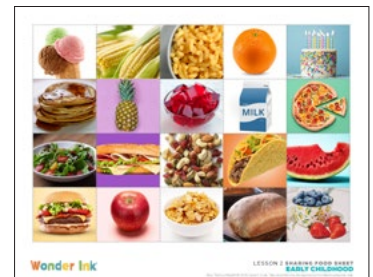 MILK
Wonder Ink
LESSON 2 SHARING FOOD SHEET
EARLY CHILDHOOD